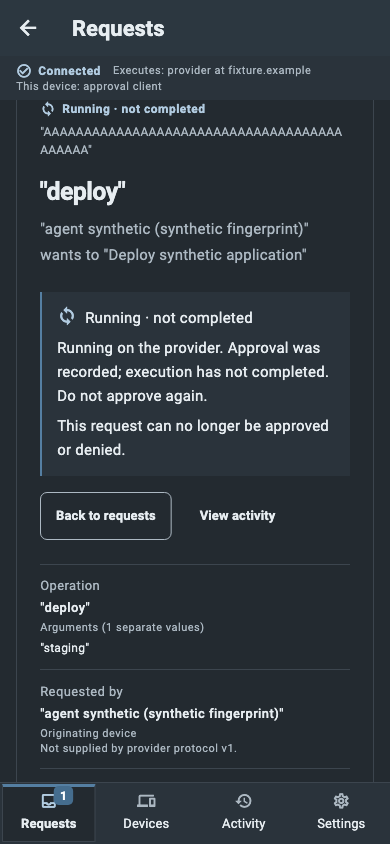 Requests
Connected Executes: provider at fixture.example
This device: approval client
Running · not completed
"AAAAAAAAAAAAAAAAAAAAAAAAAAAAAAAAAAAAA
AAAAAA"
"deploy"
"agent synthetic (synthetic fingerprint)"
wants to "Deploy synthetic application"
Running · not completed
Running on the provider. Approval was
recorded; execution has not completed.
Do not approve again.
This request can no longer be approved
or denied.
Back to requests View activity
Operation
"deploy"
Arguments (1 separate values)
"staging"
Requested by
"agent synthetic (synthetic fingerprint)"
Originating device
Not supplied by provider protocol v1.
1
Requests Devices Activity Settings